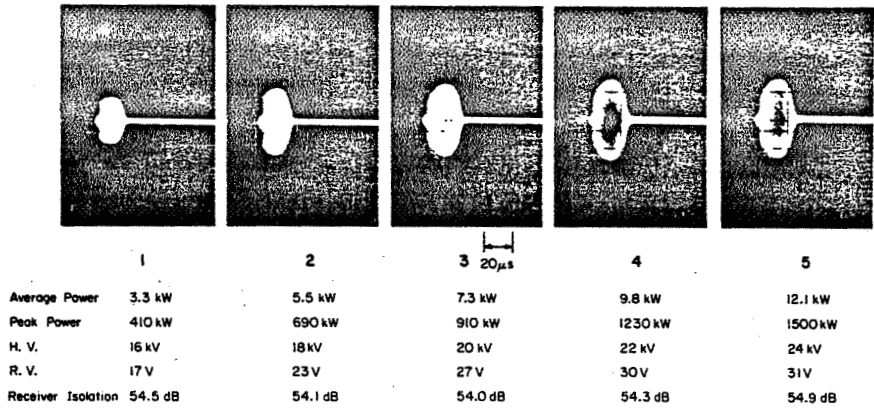 1 2 3 20μs 4 5
Average Power 3.3 kW 5.5 kW 7.3 kW 9.8 kW 12.1 kW
Peak Power 410 kW 690 kW 910 kW 1230 kW 1500 kW
H. V. 16 kV 18 kV 20 kV 22 kV 24 kV
R. V. 17 V 23 V 27 V 30 V 31 V
Receiver Isolation 54.5 dB 54.1 dB 54.0 dB 54.3 dB 54.9 dB